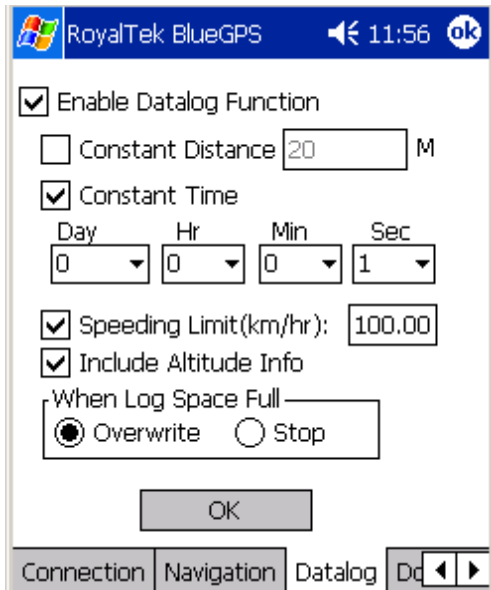 RoyalTek BlueGPS 11:56 ok
Enable Datalog Function
Constant Distance 20 M
Constant Time
Day Hr Min Sec
0 0 0 1
Speeding Limit(km/hr): 100.00
Include Altitude Info
When Log Space Full
Overwrite Stop
OK
Connection Navigation Datalog